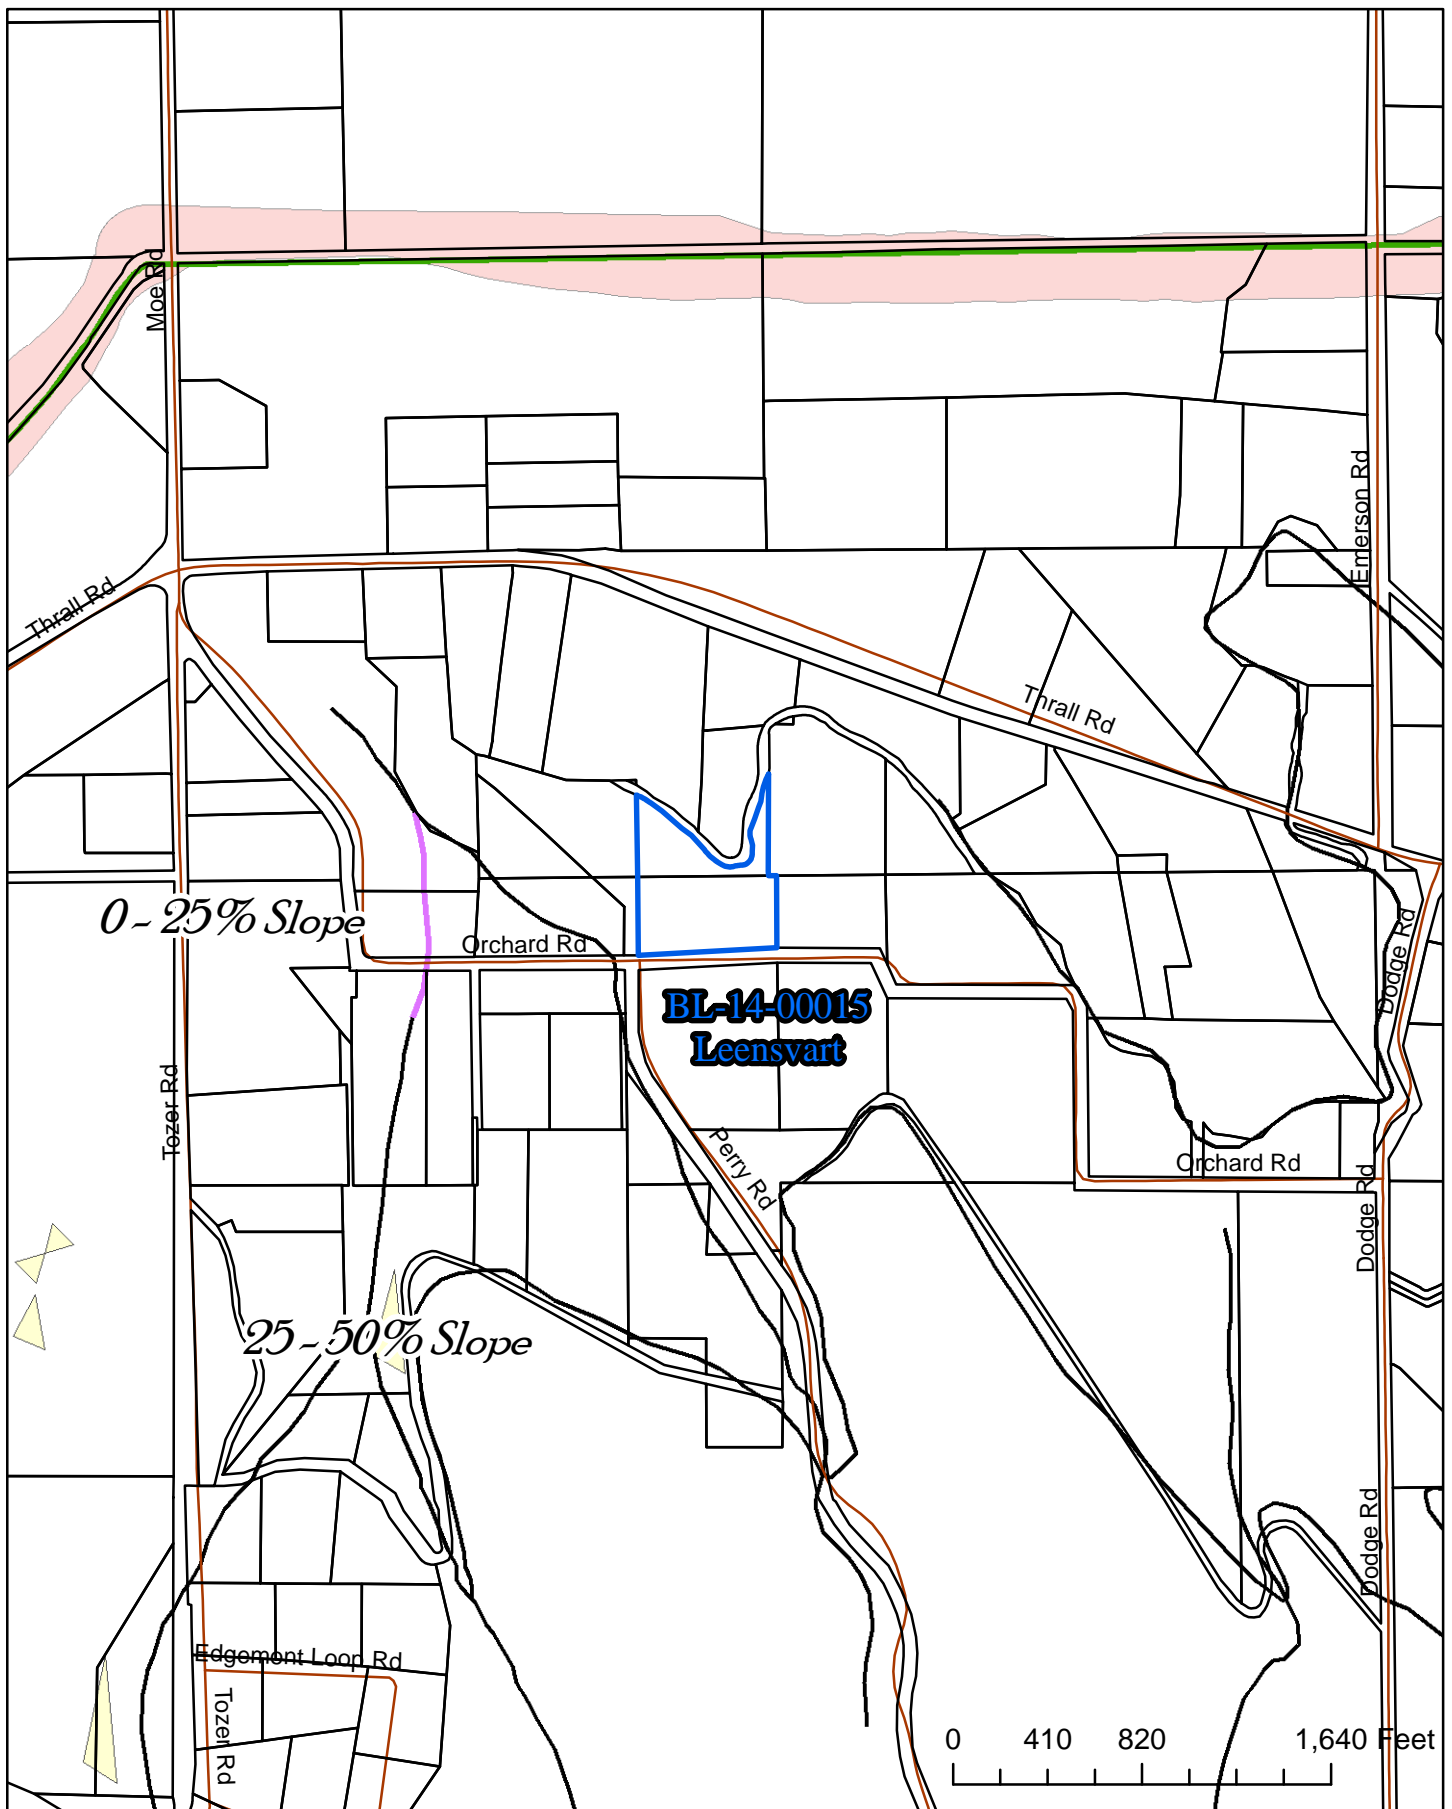 Moe Rd
Emerson Rd
Thrall Rd
Thrall Rd
0 - 25% Slope
Orchard Rd
Dodge Rd
BL-14-00015
Leensvart
Tozer Rd
Perry Rd
Orchard Rd
Dodge Rd
25 - 50% Slope
Dodge Rd
Edgemont Loop Rd
Tozer Rd
0 410 820 1,640 Feet